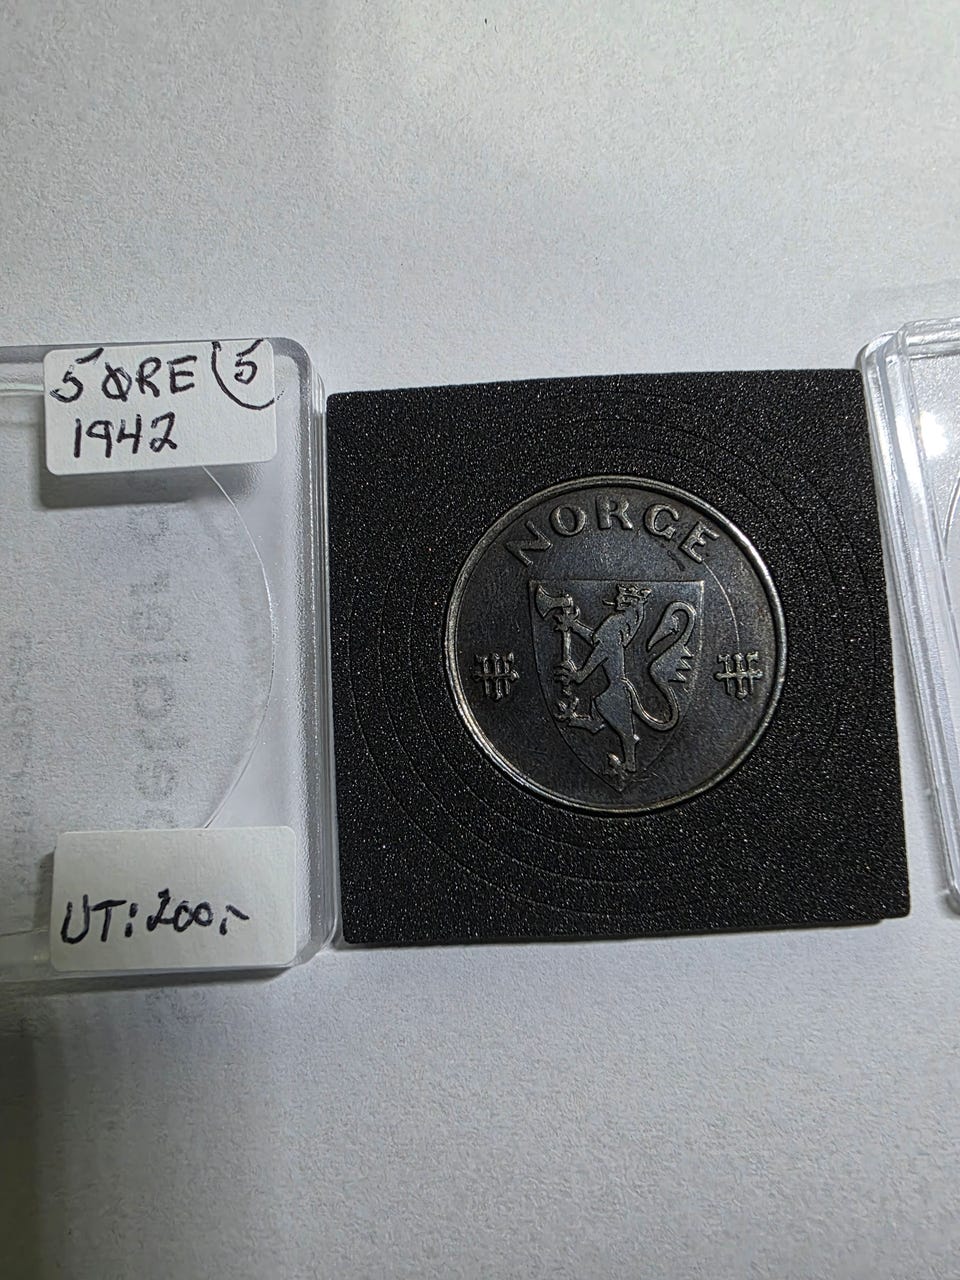 5 ØRE (5
1942
UT: 200,-
NORGE